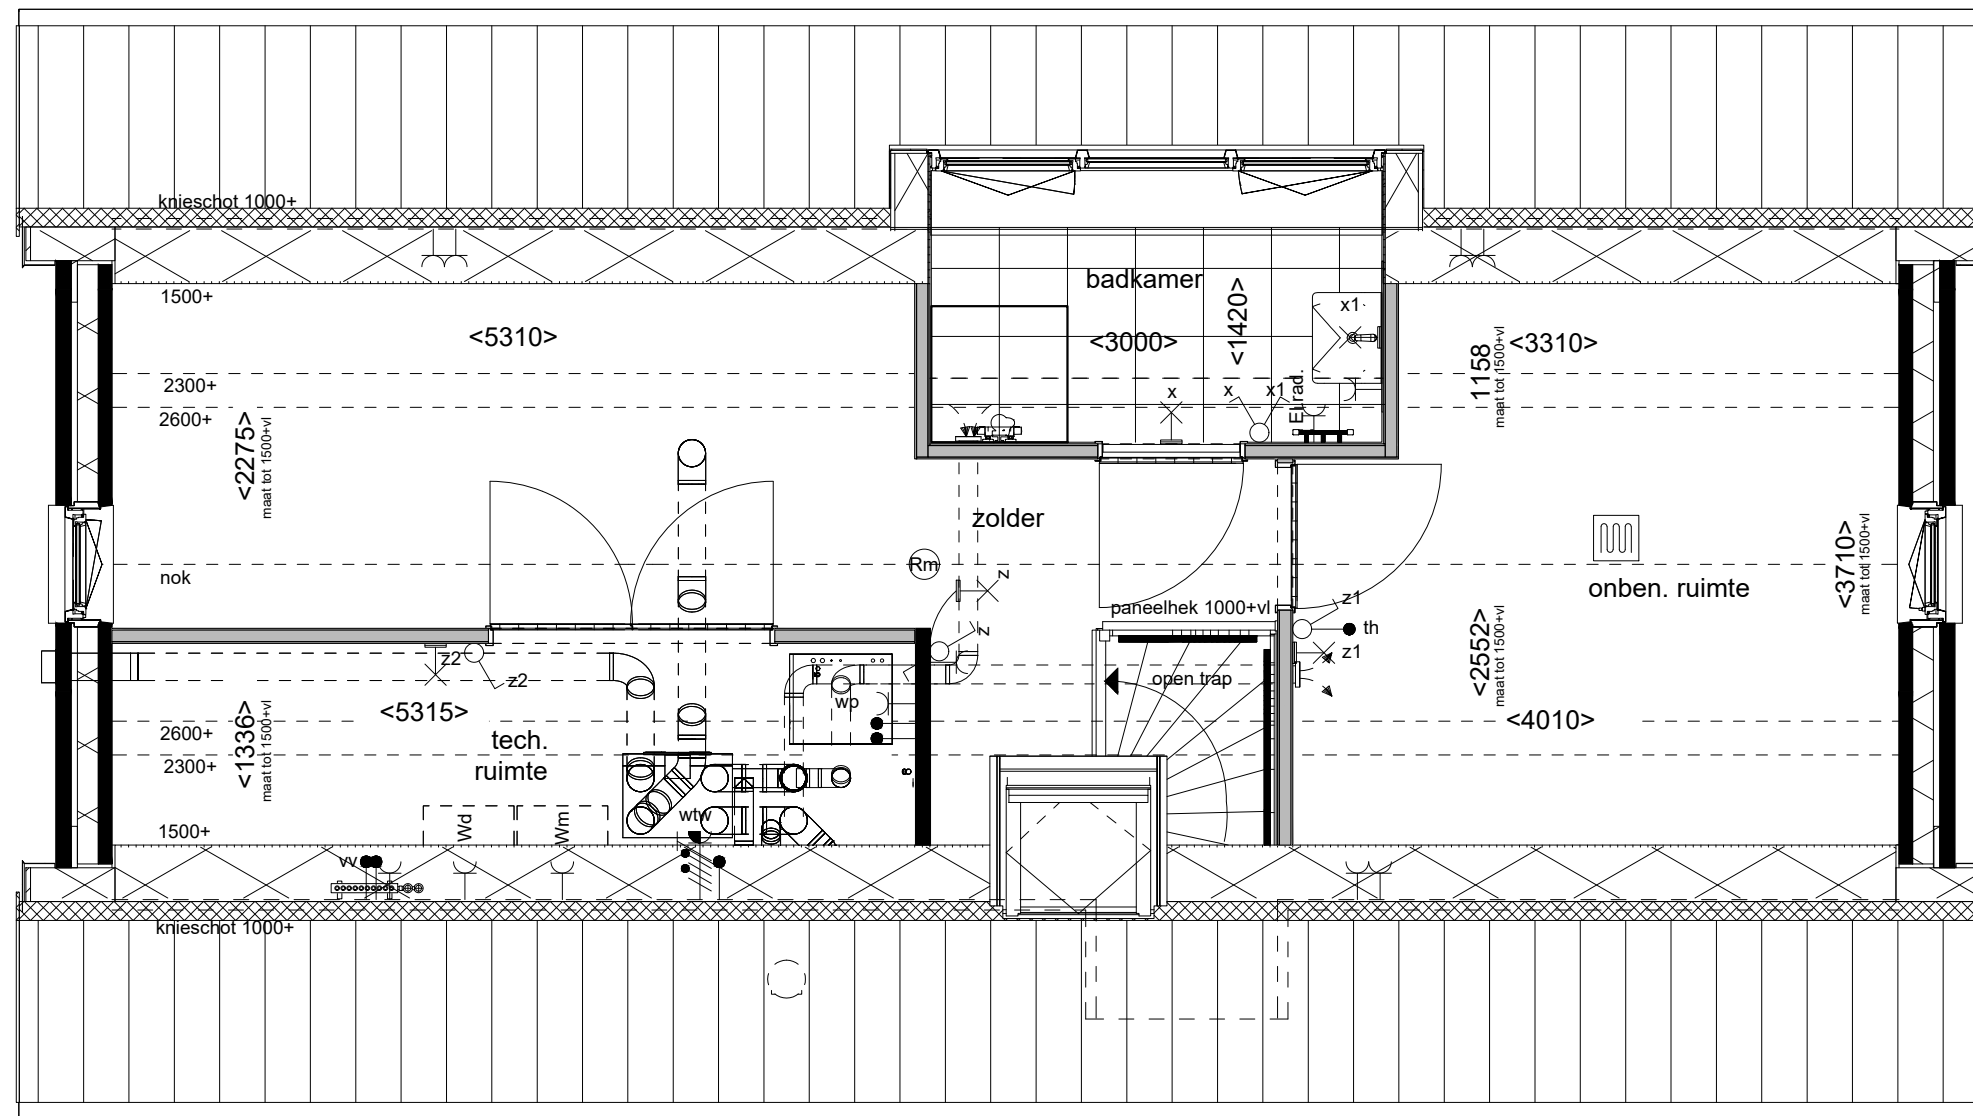 knieschot 1000+
1500+
<5310>
2300+
2600+
<2275>
maat tot 1500+vl
nok
badkamer
<3000>
<1420>
x1
x
x
x1
El.rad.
<3310>
1158
maat tot 1500+vl
zolder
Rm
z
z
paneelhek 1000+vl
open trap
z1
th
z1
onben. ruimte
<3710>
maat tot 1500+vl
<2552>
maat tot 1500+vl
<4010>
z2
z2
<5315>
tech.
ruimte
wp
2600+
2300+
<1336>
maat tot 1500+vl
1500+
Wd
Wm
wtw
vv
knieschot 1000+